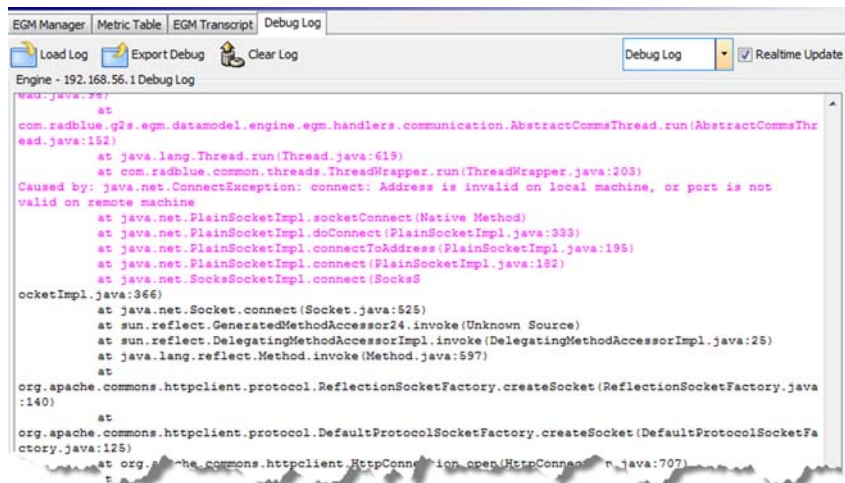 EGM Manager Metric Table EGM Transcript Debug Log
Load Log Export Debug Clear Log Debug Log Realtime Update
Engine - 192.168.56.1 Debug Log
ead.java:96)
at
com.radblue.g2s.egm.datamodel.engine.egm.handlers.communication.AbstractCommsThread.run(AbstractCommsThr
ead.java:152)
at java.lang.Thread.run(Thread.java:619)
at com.radblue.common.threads.ThreadWrapper.run(ThreadWrapper.java:203)
Caused by: java.net.ConnectException: connect: Address is invalid on local machine, or port is not
valid on remote machine
at java.net.PlainSocketImpl.socketConnect(Native Method)
at java.net.PlainSocketImpl.doConnect(PlainSocketImpl.java:333)
at java.net.PlainSocketImpl.connectToAddress(PlainSocketImpl.java:195)
at java.net.PlainSocketImpl.connect(PlainSocketImpl.java:182)
at java.net.SocksSocketImpl.connect(SocksS
ocketImpl.java:366)
at java.net.Socket.connect(Socket.java:525)
at sun.reflect.GeneratedMethodAccessor24.invoke(Unknown Source)
at sun.reflect.DelegatingMethodAccessorImpl.invoke(DelegatingMethodAccessorImpl.java:25)
at java.lang.reflect.Method.invoke(Method.java:597)
at
org.apache.commons.httpclient.protocol.ReflectionSocketFactory.createSocket(ReflectionSocketFactory.java
:140)
at
org.apache.commons.httpclient.protocol.DefaultProtocolSocketFactory.createSocket(DefaultProtocolSocketFa
ctory.java:125)
at java:707)